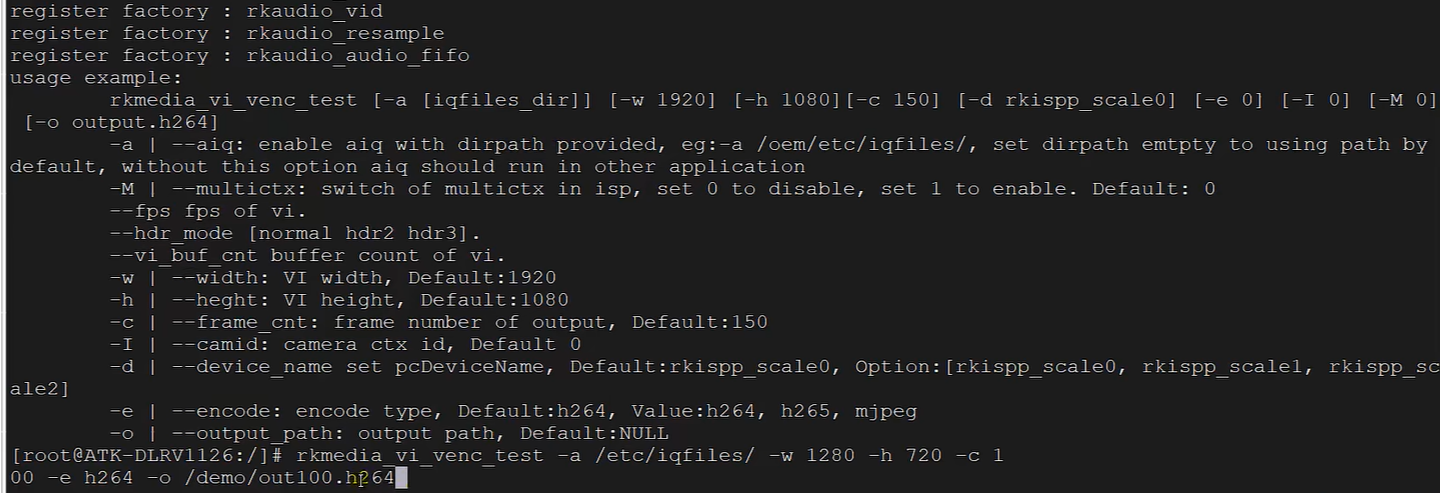 register factory : rkaudio_vid
register factory : rkaudio_resample
register factory : rkaudio_audio_fifo
usage example:
rkmedia_vi_venc_test [-a [iqfiles_dir]] [-w 1920] [-h 1080][-c 150] [-d rkispp_scale0] [-e 0] [-I 0] [-M 0]
[-o output.h264]
-a | --aiq: enable aiq with dirpath provided, eg:-a /oem/etc/iqfiles/, set dirpath emtpty to using path by
default, without this option aiq should run in other application
-M | --multictx: switch of multictx in isp, set 0 to disable, set 1 to enable. Default: 0
--fps fps of vi.
--hdr_mode [normal hdr2 hdr3].
--vi_buf_cnt buffer count of vi.
-w | --width: VI width, Default:1920
-h | --heght: VI height, Default:1080
-c | --frame_cnt: frame number of output, Default:150
-I | --camid: camera ctx id, Default 0
-d | --device_name set pcDeviceName, Default:rkispp_scale0, Option:[rkispp_scale0, rkispp_scale1, rkispp_sc
ale2]
-e | --encode: encode type, Default:h264, Value:h264, h265, mjpeg
-o | --output_path: output path, Default:NULL
[root@ATK-DLRV1126:/]# rkmedia_vi_venc_test -a /etc/iqfiles/ -w 1280 -h 720 -c 1
00 -e h264 -o /demo/out100.h264